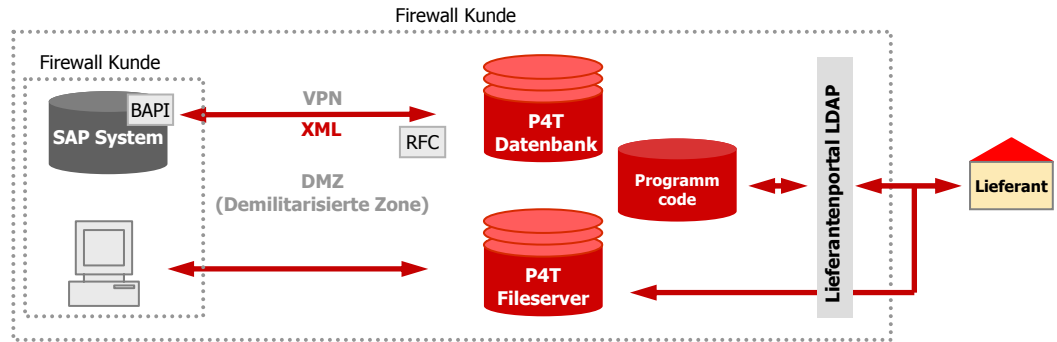 Firewall Kunde
Firewall Kunde
BAPI
SAP System
VPN
XML
RFC
P4T
Datenbank
DMZ
(Demilitarisierte Zone)
Programm
code
P4T
Fileserver
Lieferantenportal LDAP
Lieferant